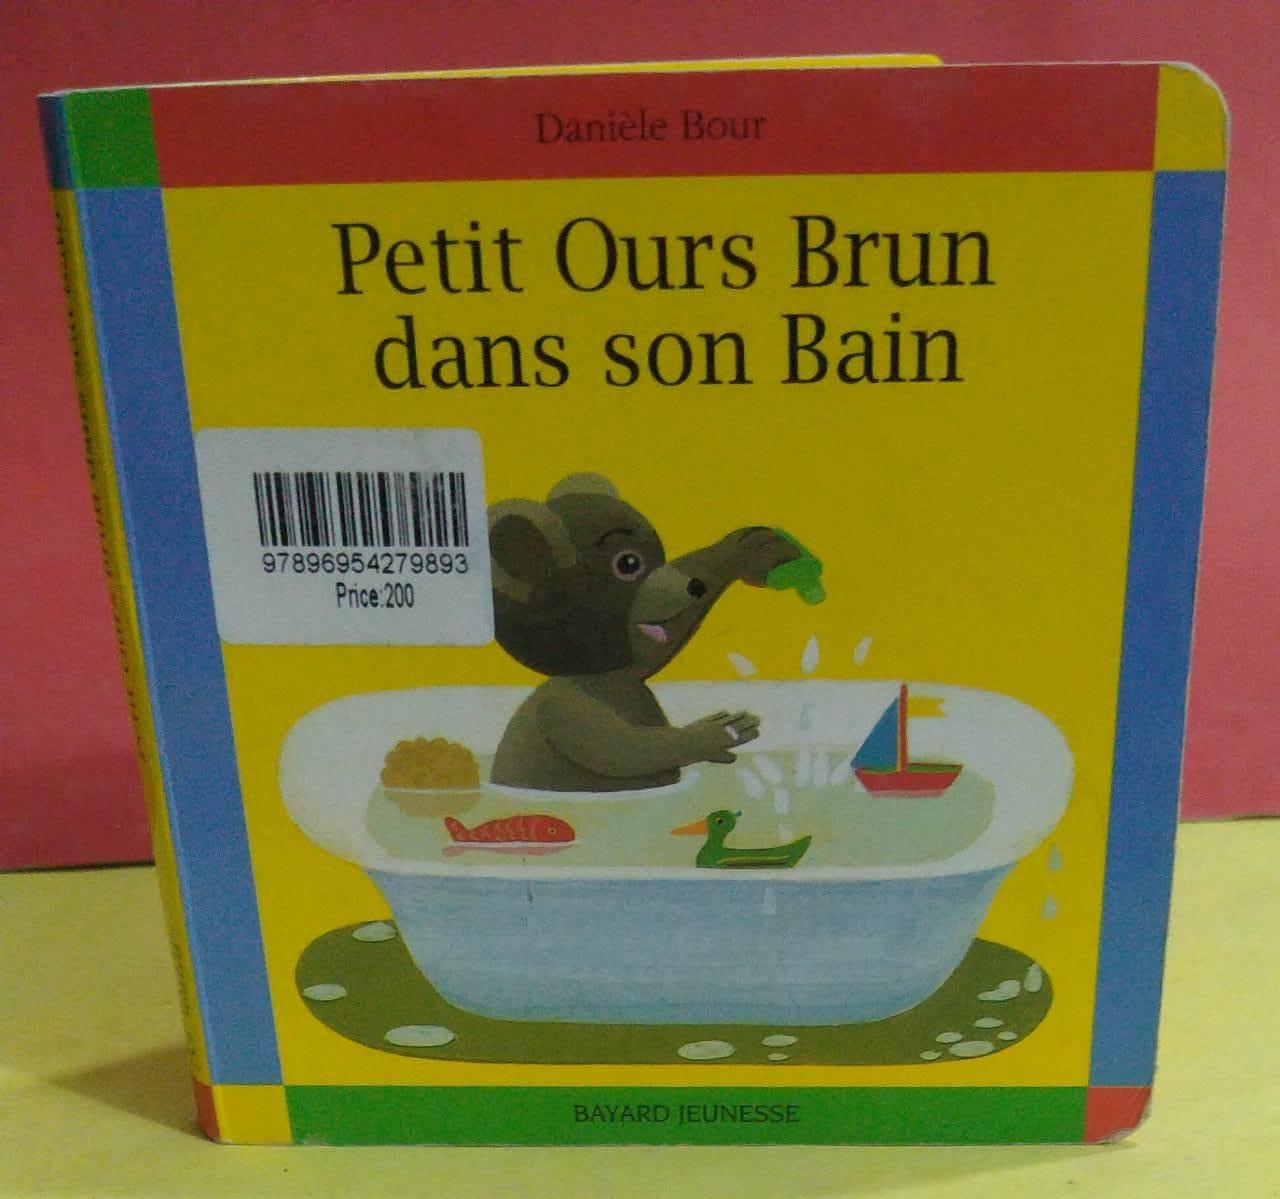 Danièle Bour
Petit Ours Brun
dans son Bain
97896954279893
Price:200
BAYARD JEUNESSE